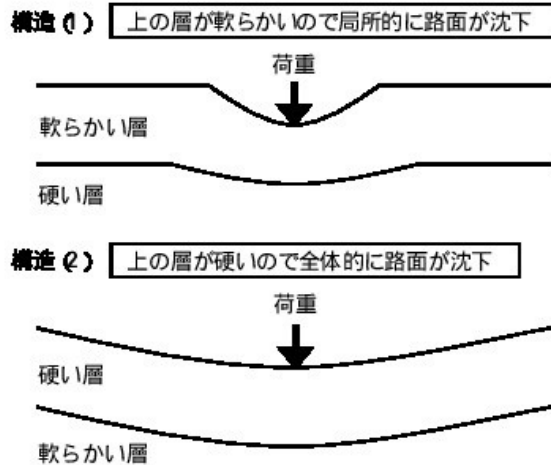 構造(1) 上の層が軟らかいので局所的に路面が沈下
荷重
軟らかい層
硬い層
構造(2) 上の層が硬いので全体的に路面が沈下
荷重
硬い層
軟らかい層